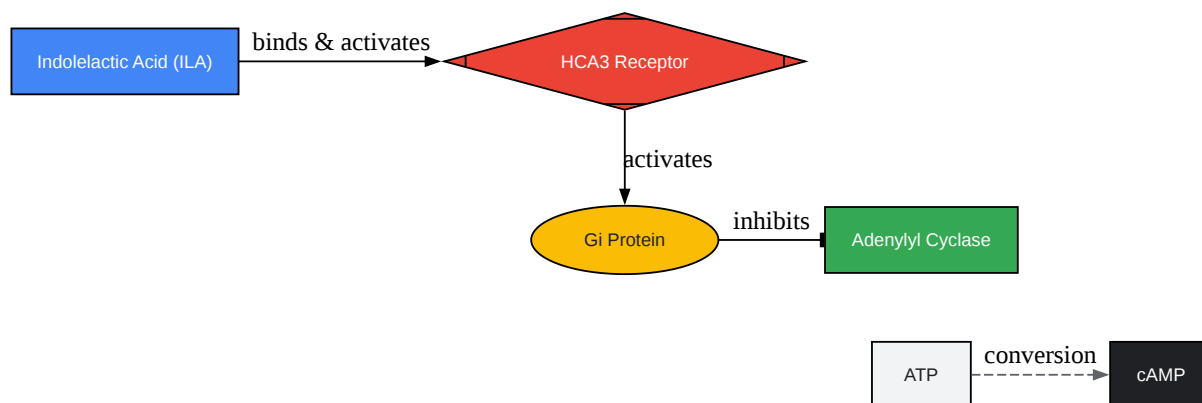 Indolelactic Acid (ILA)
binds & activates
HCA3 Receptor
activates
Gi Protein
inhibits
Adenylyl Cyclase
ATP
conversion
cAMP